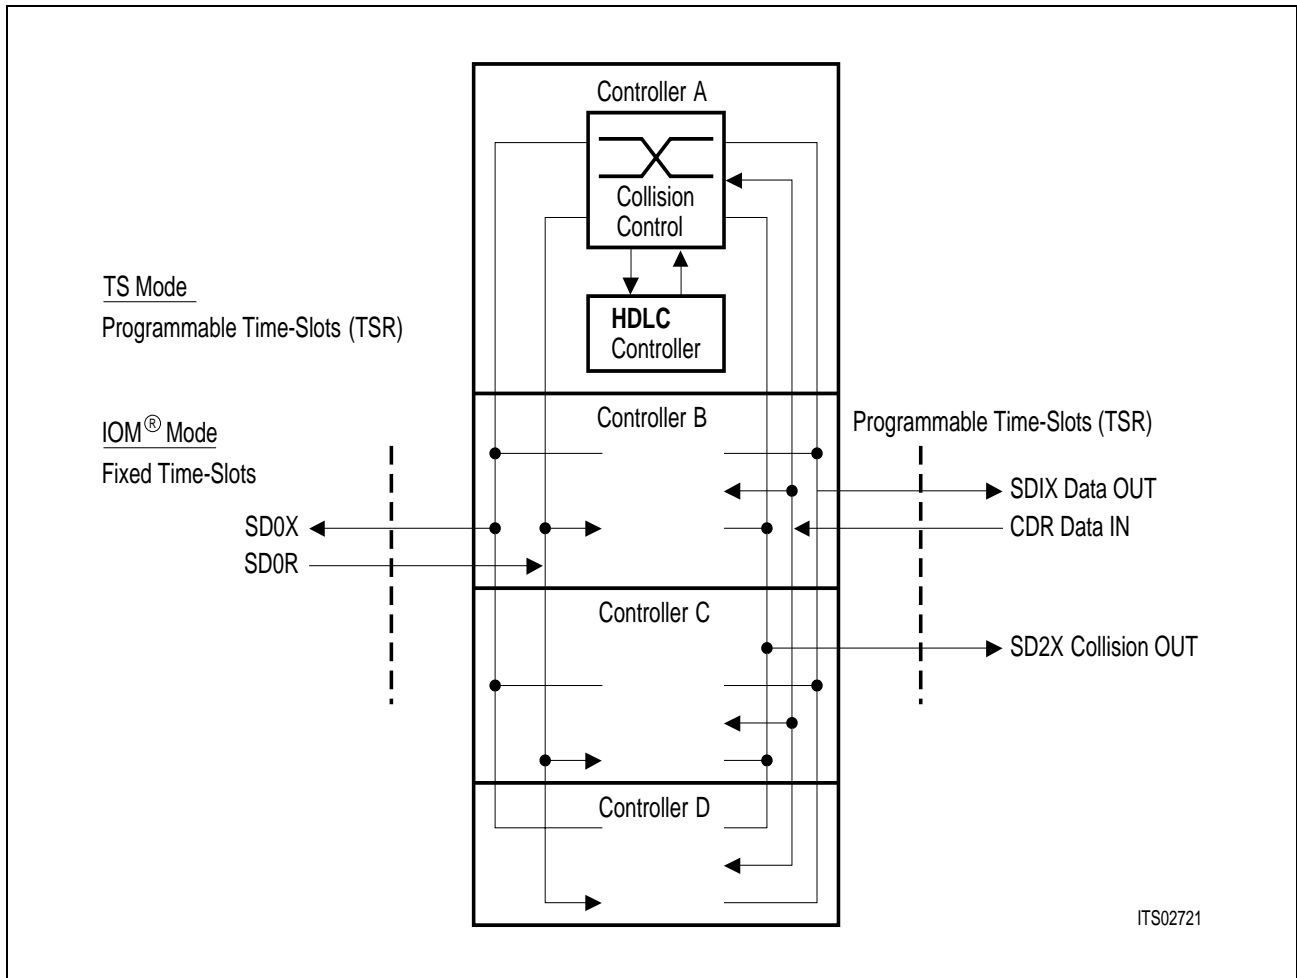 Controller A
Collision
Control
TS Mode
Programmable Time-Slots (TSR)
HDLC
Controller
IOM® Mode
Fixed Time-Slots
Controller B
Programmable Time-Slots (TSR)
SDIX Data OUT
SD0X
CDR Data IN
SD0R
Controller C
SD2X Collision OUT
Controller D
ITS02721